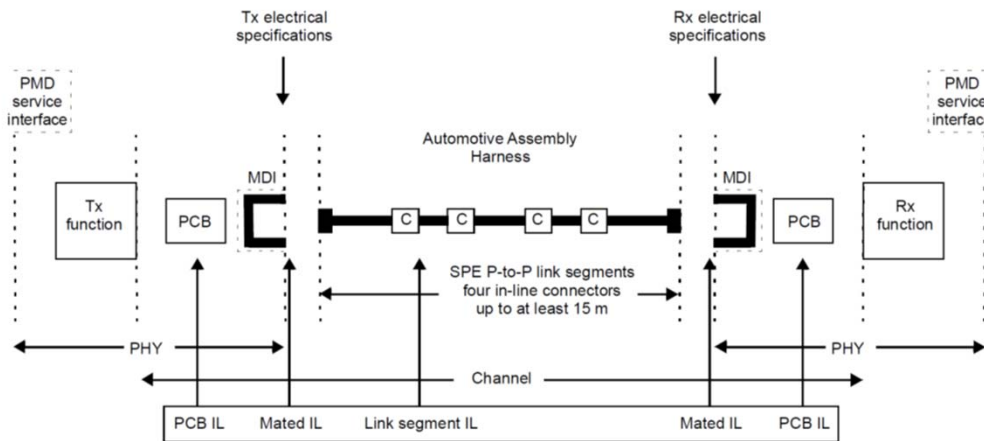 Tx electrical
specifications
Rx electrical
specifications
PMD
service
interface
PMD
service
interface
Automotive Assembly
Harness
MDI
MDI
Tx
function
PCB
C
C
C
C
PCB
Rx
function
SPE P-to-P link segments
four in-line connectors
up to at least 15 m
PHY
PHY
Channel
PCB IL
Mated IL
Link segment IL
Mated IL
PCB IL